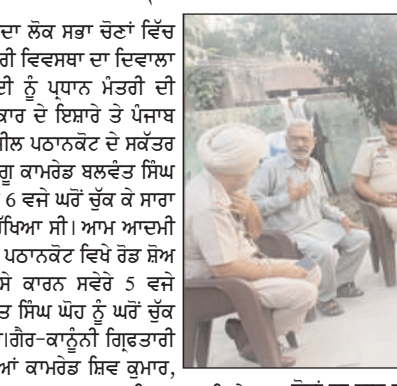 ਦਾ ਲੋਕ ਸਭਾ ਚੋਣਾਂ ਵਿੱਚ
ਰੀ ਵਿਵਸਥਾ ਦਾ ਦਿਵਾਲਾ
ਦੀ ਨੂੰ ਪ੍ਰਧਾਨ ਮੰਤਰੀ ਦੀ
ਕਾਰ ਦੇ ਇਸ਼ਾਰੇ ਤੇ ਪੰਜਾਬ
ਸੀਲ ਪਠਾਨਕੋਟ ਦੇ ਸਕੱਤਰ
ਗੂ ਕਾਮਰੇਡ ਬਲਵੰਤ ਸਿੰਘ
6 ਵਜੇ ਘਰੋਂ ਚੁੱਕ ਕੇ ਸਾਰਾ
ਰੱਖਿਆ ਸੀ। ਆਮ ਆਦਮੀ
ਪਠਾਨਕੋਟ ਵਿਖੇ ਰੋਡ ਸ਼ੋਅ
ਸੇ ਕਾਰਨ ਸਵੇਰੇ 5 ਵਜੇ
ਤ ਸਿੰਘ ਘੋਹ ਨੂੰ ਘਰੋਂ ਚੁੱਕ
।ਗੈਰ-ਕਾਨੂੰਨੀ ਗ੍ਰਿਫਤਾਰੀ
ਆਂ ਕਾਮਰੇਡ ਸ਼ਿਵ ਕੁਮਾਰ,